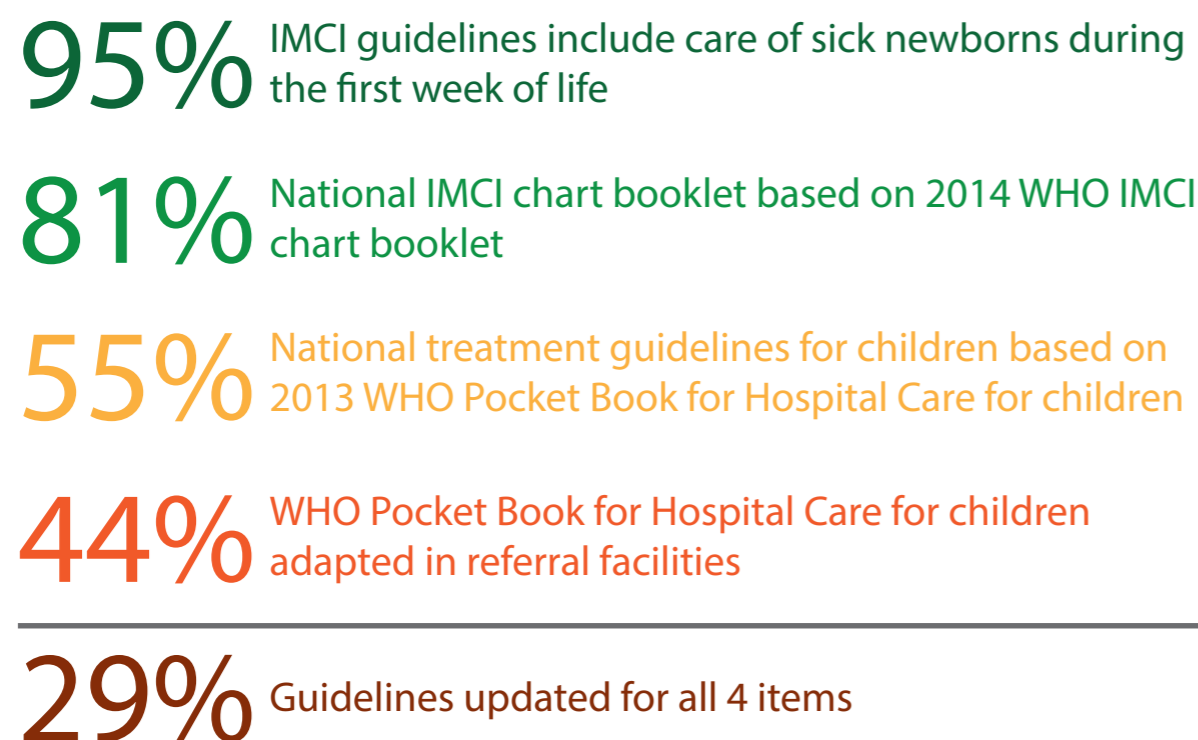 95% IMCI guidelines include care of sick newborns during
the first week of life
81% National IMCI chart booklet based on 2014 WHO IMCI
chart booklet
55% National treatment guidelines for children based on
2013 WHO Pocket Book for Hospital Care for children
44% WHO Pocket Book for Hospital Care for children
adapted in referral facilities
29% Guidelines updated for all 4 items